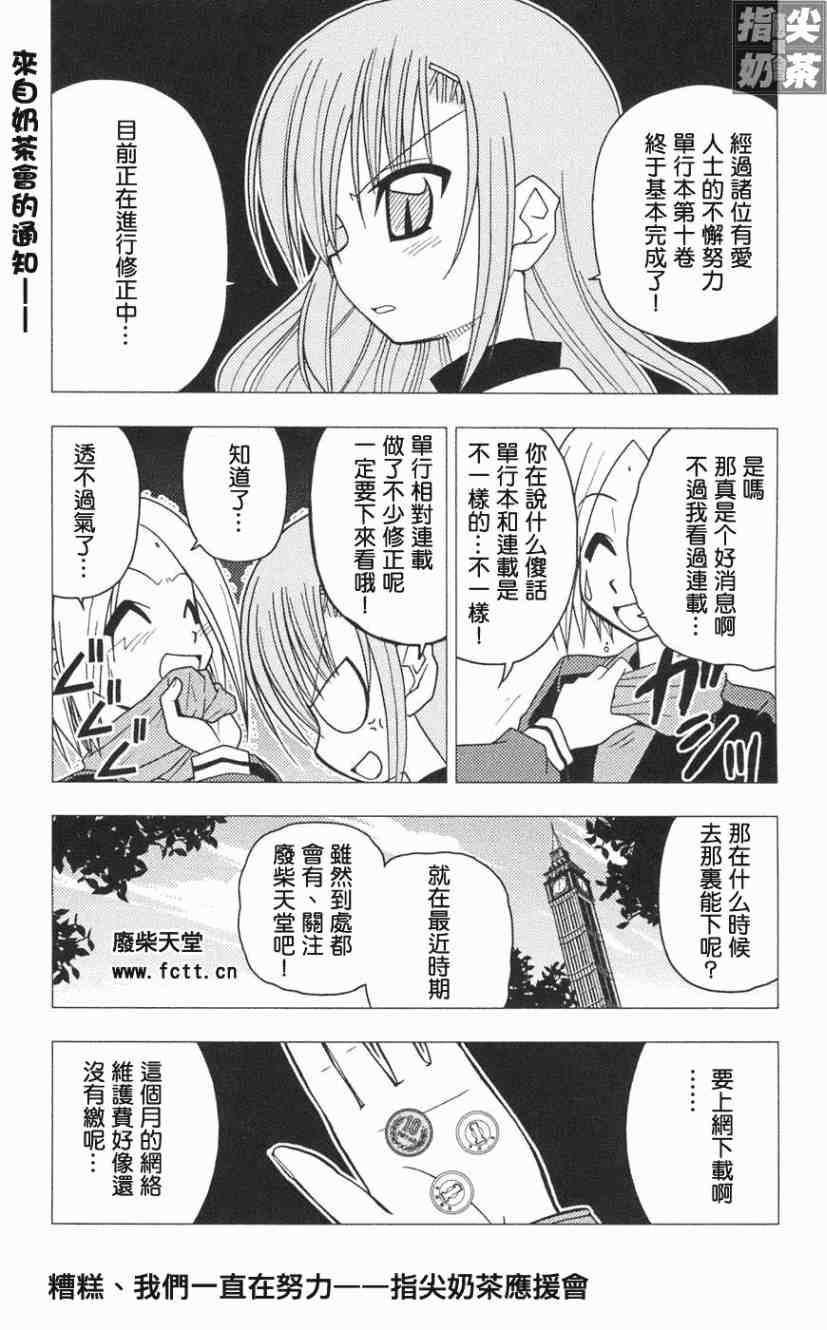 指尖
奶茶
來自奶茶會的通知——
經過諸位有愛
人士的不懈努力
單行本第十卷
終于基本完成了！
目前正在進行修正中…
是嗎
那真是个好消息啊
不過我看過連載…
你在說什么傻話
單行本和連載是
不一樣的…不一樣！
單行相對連載
做了不少修正呢
一定要下來看哦！
知道了…
透不過氣了…
那在什么時候
去那裏能下呢？
就在最近時期
雖然到處都
會有、關注
廢柴天堂吧！
廢柴天堂
www.fctt.cn
要上網下載啊
……
10
這個月的網絡
維護費好像還
沒有繳呢…
糟糕、我們一直在努力——指尖奶茶應援會